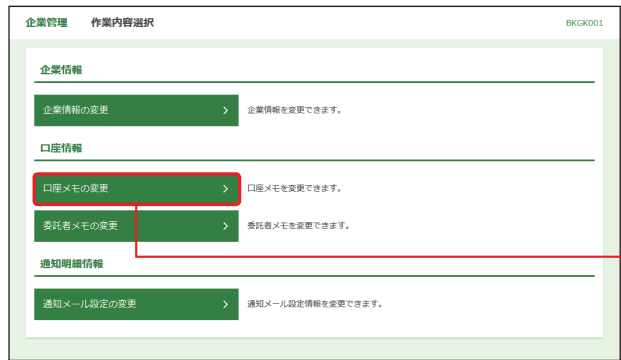 企業管理 作業内容選択 BKGK001
企業情報
企業情報の変更 企業情報を変更できます。
口座情報
口座メモの変更 口座メモを変更できます。
委託者メモの変更 委託者メモを変更できます。
通知明細情報
通知メール設定の変更 通知メール設定情報を変更できます。